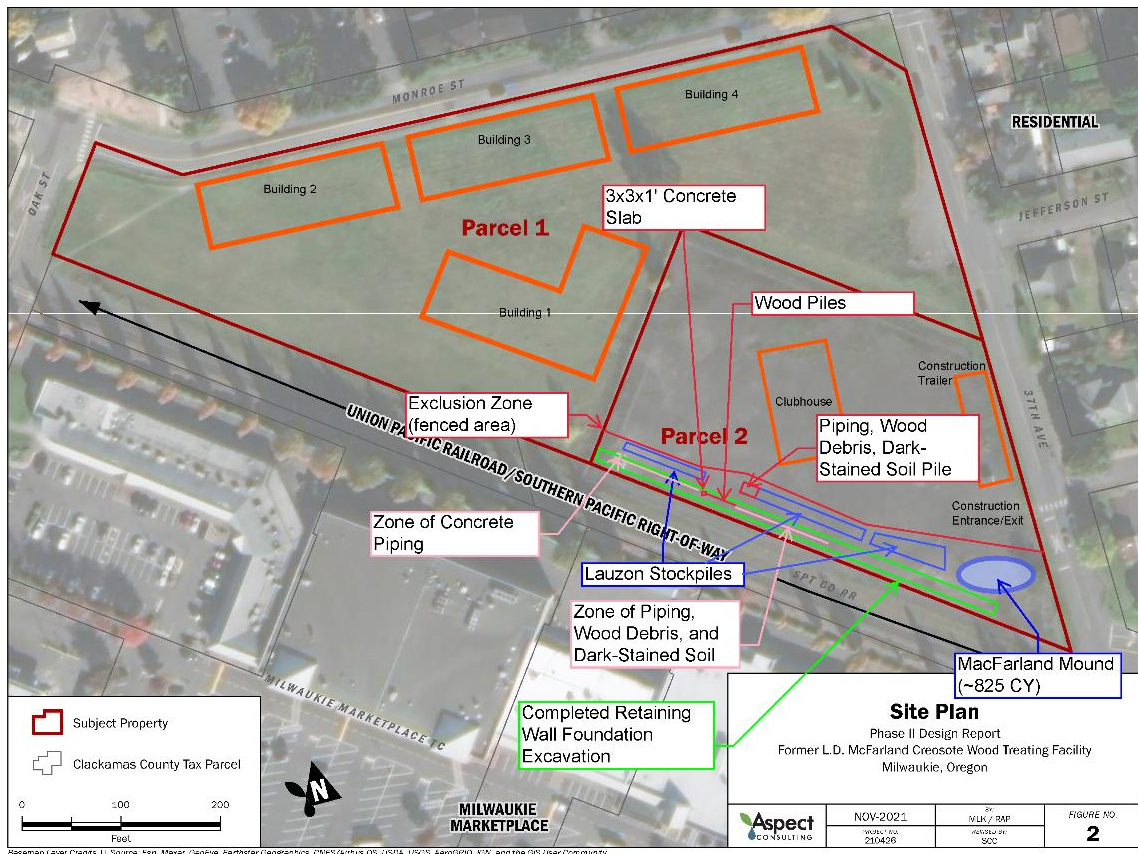 MONROE ST
Building 4
RESIDENTIAL
Building 3
Building 2
OAK ST
3x3x1' Concrete
Slab
JEFFERSON ST
Parcel 1
Wood Piles
Building 1
Construction
Trailer
Exclusion Zone
(fenced area)
Clubhouse
37TH AVE
Parcel 2
Piping, Wood
Debris, Dark-
Stained Soil Pile
UNION PACIFIC RAILROAD / SOUTHERN PACIFIC RIGHT-OF-WAY
Construction
Entrance/Exit
Zone of Concrete
Piping
Lauzon Stockpiles
SPT CO RR
Zone of Piping,
Wood Debris, and
Dark-Stained Soil
MacFarland Mound
(~825 CY)
MILWAUKIE MARKETPLACE TC
Completed Retaining
Wall Foundation
Excavation
Subject Property
Clackamas County Tax Parcel
0 100 200
Feet
N
MILWAUKIE
MARKETPLACE
Site Plan
Phase II Design Report
Former L.D. McFarland Creosote Wood Treating Facility
Milwaukie, Oregon
Aspect
CONSULTING
NOV-2021
PROJECT NO.
210426
BY:
MLK / RAP
REVISED BY:
SCC
FIGURE NO.
2